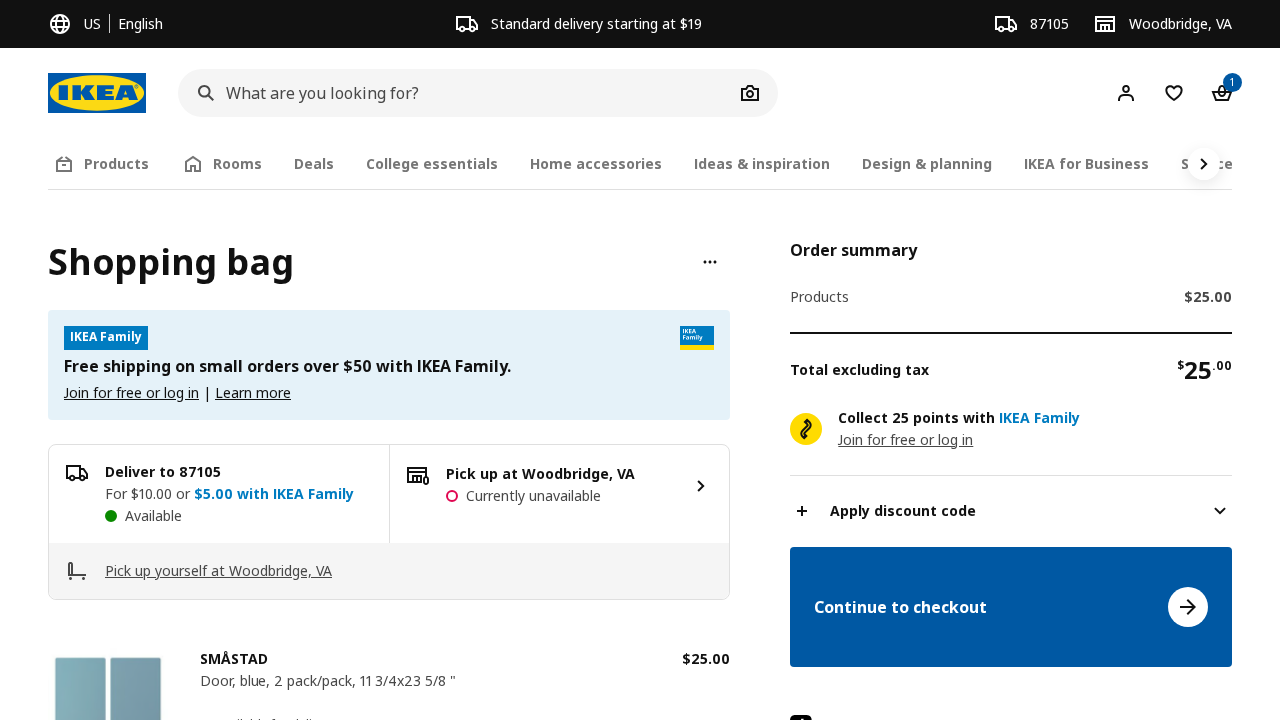 US English
Standard delivery starting at $19
87105
Woodbridge, VA
IKEA
What are you looking for?
1
Products
Rooms
Deals
College essentials
Home accessories
Ideas & inspiration
Design & planning
IKEA for Business
Shopping bag
IKEA Family
IKEA Family
Free shipping on small orders over $50 with IKEA Family.
Join for free or log in | Learn more
Deliver to 87105
For $10.00 or $5.00 with IKEA Family
Available
Pick up at Woodbridge, VA
Currently unavailable
Pick up yourself at Woodbridge, VA
SMÅSTAD
$25.00
Door, blue, 2 pack/pack, 11 3/4x23 5/8 "
Order summary
Products $25.00
Total excluding tax $25.00
Collect 25 points with IKEA Family
Join for free or log in
Apply discount code
Continue to checkout